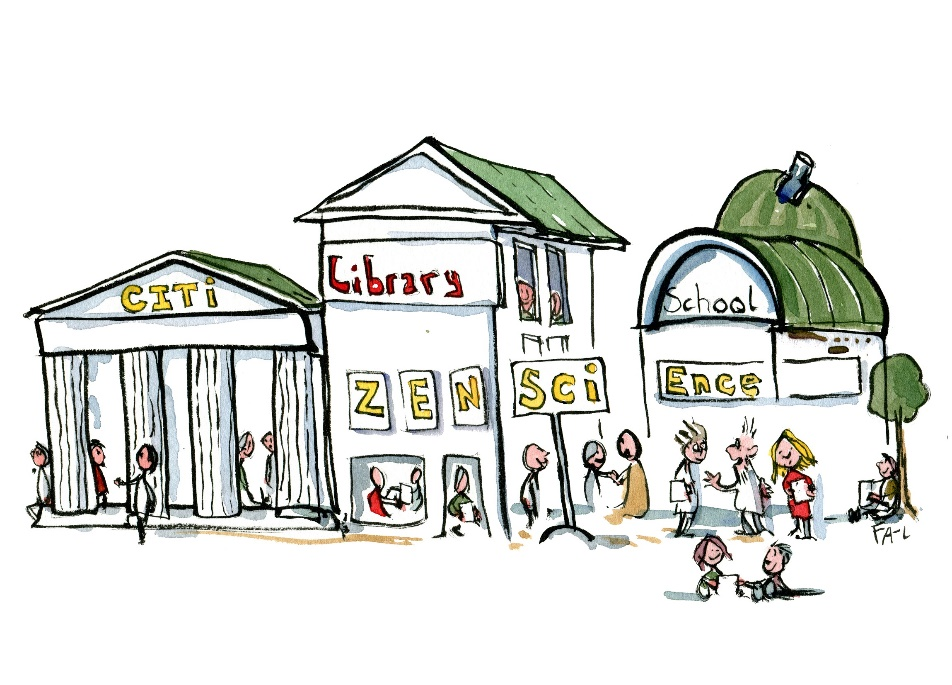 CITi
Library
ZEN
Sci
School
Ence
FA-L